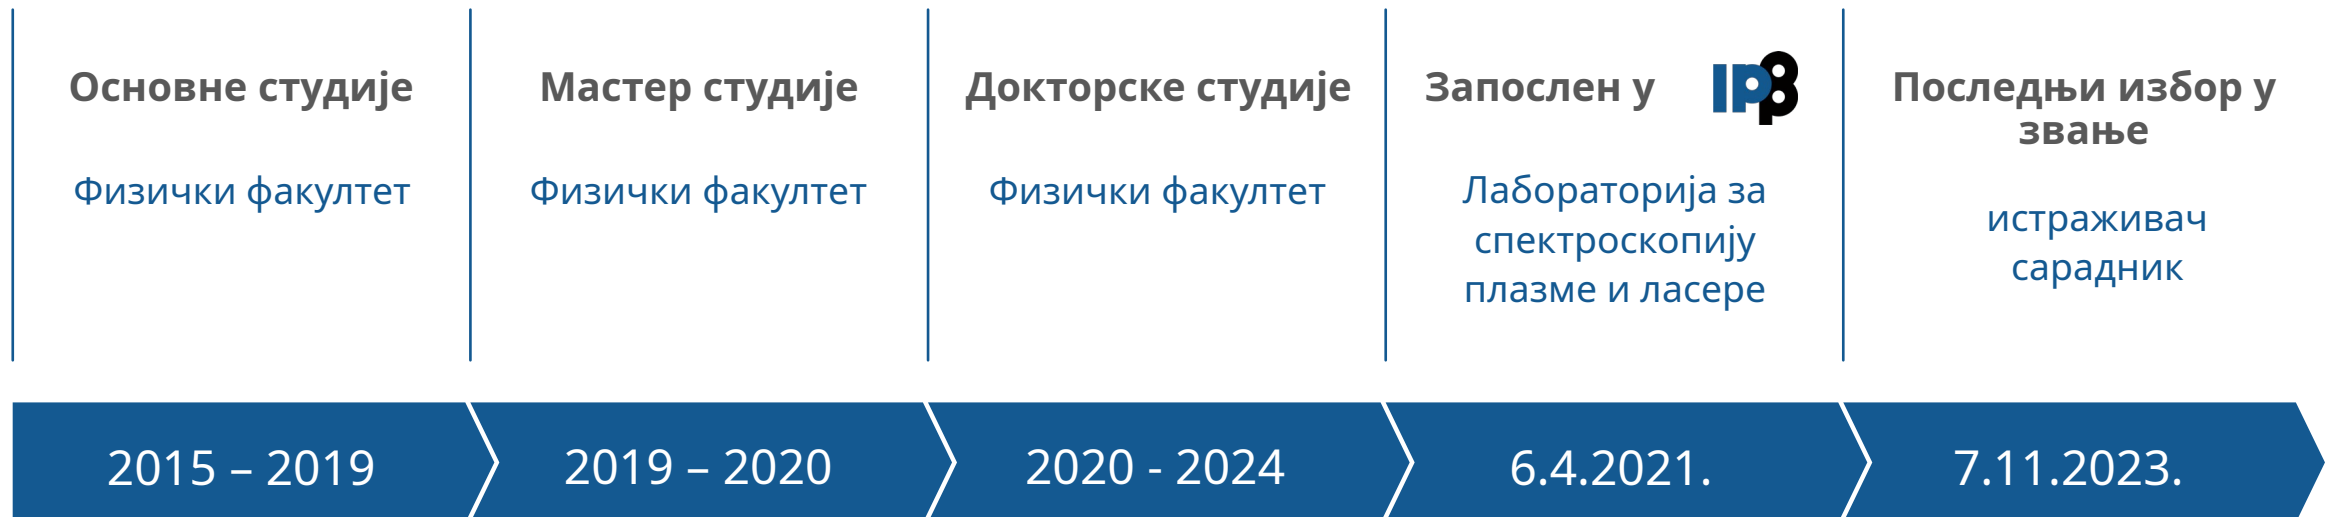 Основне студије
Физички факултет
Мастер студије
Физички факултет
Докторске студије
Физички факултет
Запослен у
Лабораторија за
спектроскопију
плазме и ласере
Последњи избор у
звање
истраживач
сарадник
2015 – 2019
2019 – 2020
2020 - 2024
6.4.2021.
7.11.2023.